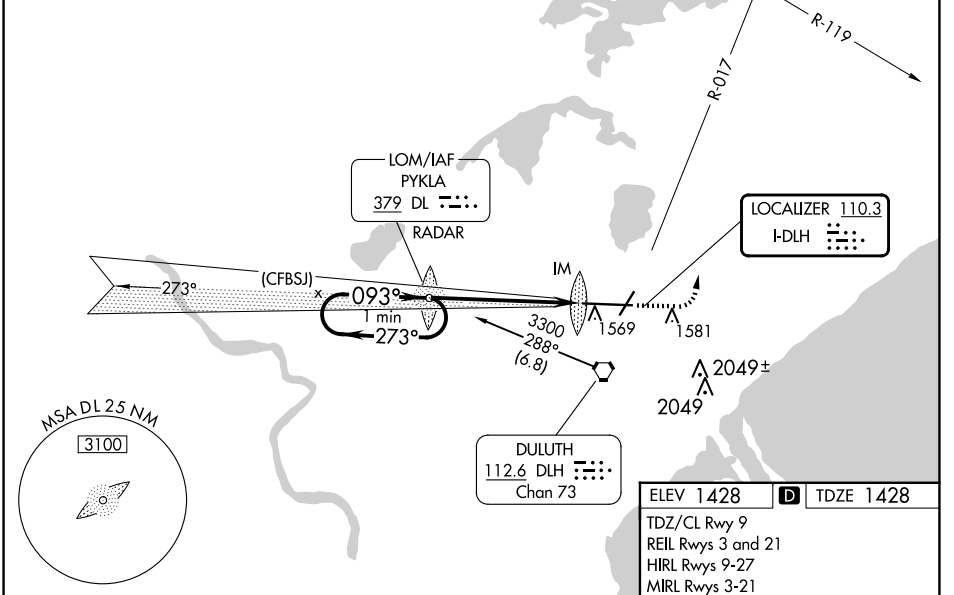 R-119
R-017
LOM/IAF
PYKLA
379 DL
RADAR
LOCALIZER 110.3
I-DLH
(CFBSJ)
IM
273°
x
093°
1 min
273°
1569
1581
3300
288°
(6.8)
2049±
2049
MSA DL 25 NM
3100
DULUTH
112.6 DLH
Chan 73
ELEV 1428 D TDZE 1428
TDZ/CL Rwy 9
REIL Rwys 3 and 21
HIRL Rwys 9-27
MIRL Rwys 3-21